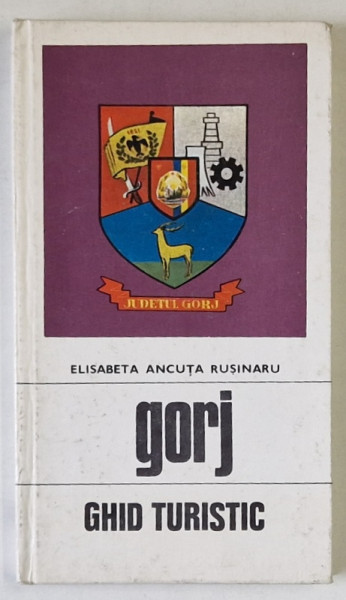 1821
JUDEȚUL GORJ
ELISABETA ANCUȚA RUȘINARU
gorj
GHID TURISTIC